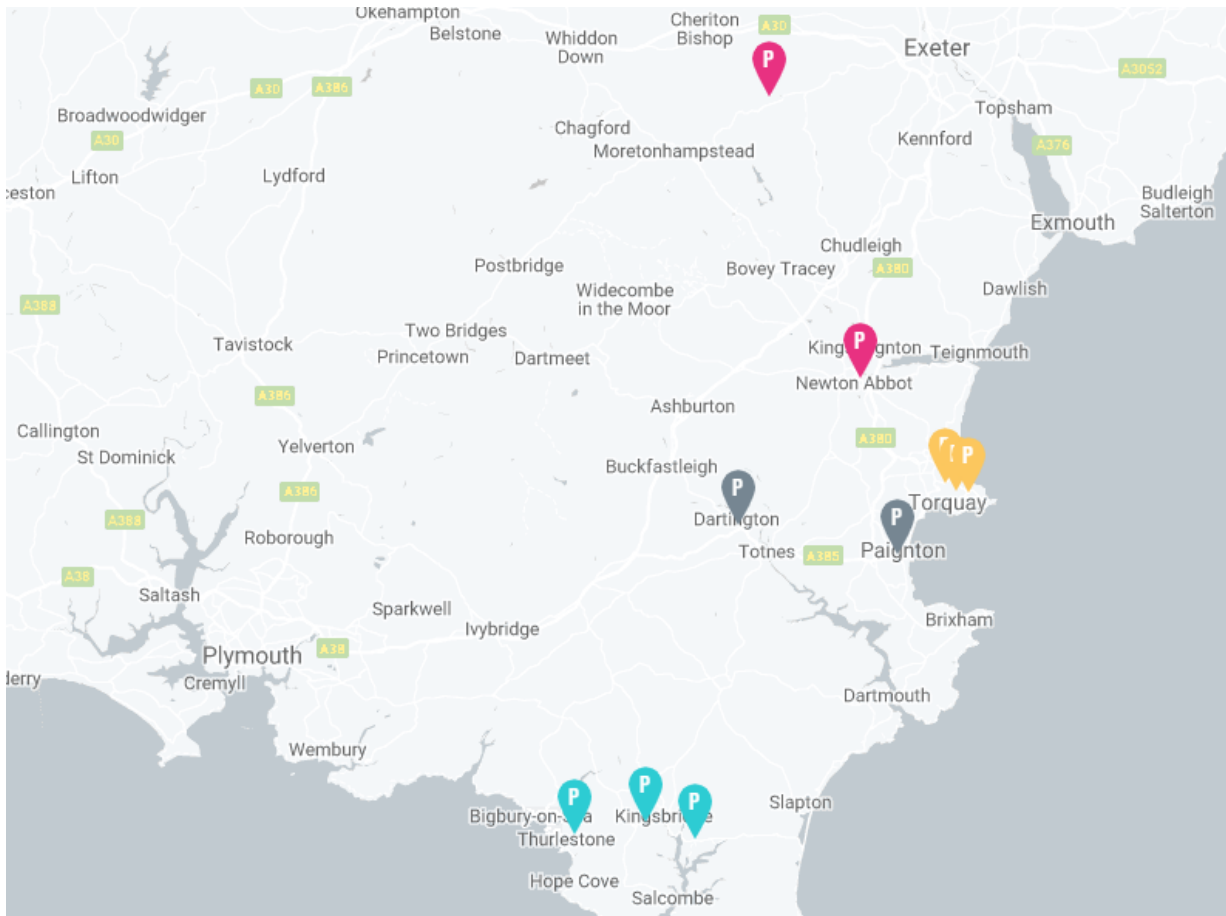 Okehampton
Belstone
Cheriton
Bishop
A30
Whiddon
Down
Exeter
P
A3052
A30
A386
Broadwoodwidger
Topsham
Chagford
A30
Kennford
Moretonhampstead
A376
Lifton
Lydford
ceston
Budleigh
Salterton
Exmouth
Chudleigh
Postbridge
Bovey Tracey
A380
Widecombe
in the Moor
Dawlish
A388
Two Bridges
Tavistock
P
Teignmouth
Princetown
Dartmeet
Newton Abbot
A386
Ashburton
Callington
A380
Yelverton
St Dominick
P
Buckfastleigh
P
A386
Torquay
A388
P
Dartington
Roborough
Totnes
A385
Paignton
A38
Saltash
Sparkwell
Brixham
Ivybridge
A38
Plymouth
derry
Cremyll
Dartmouth
Wembury
P
P
P
Slapton
Thurlestone
Hope Cove
Salcombe